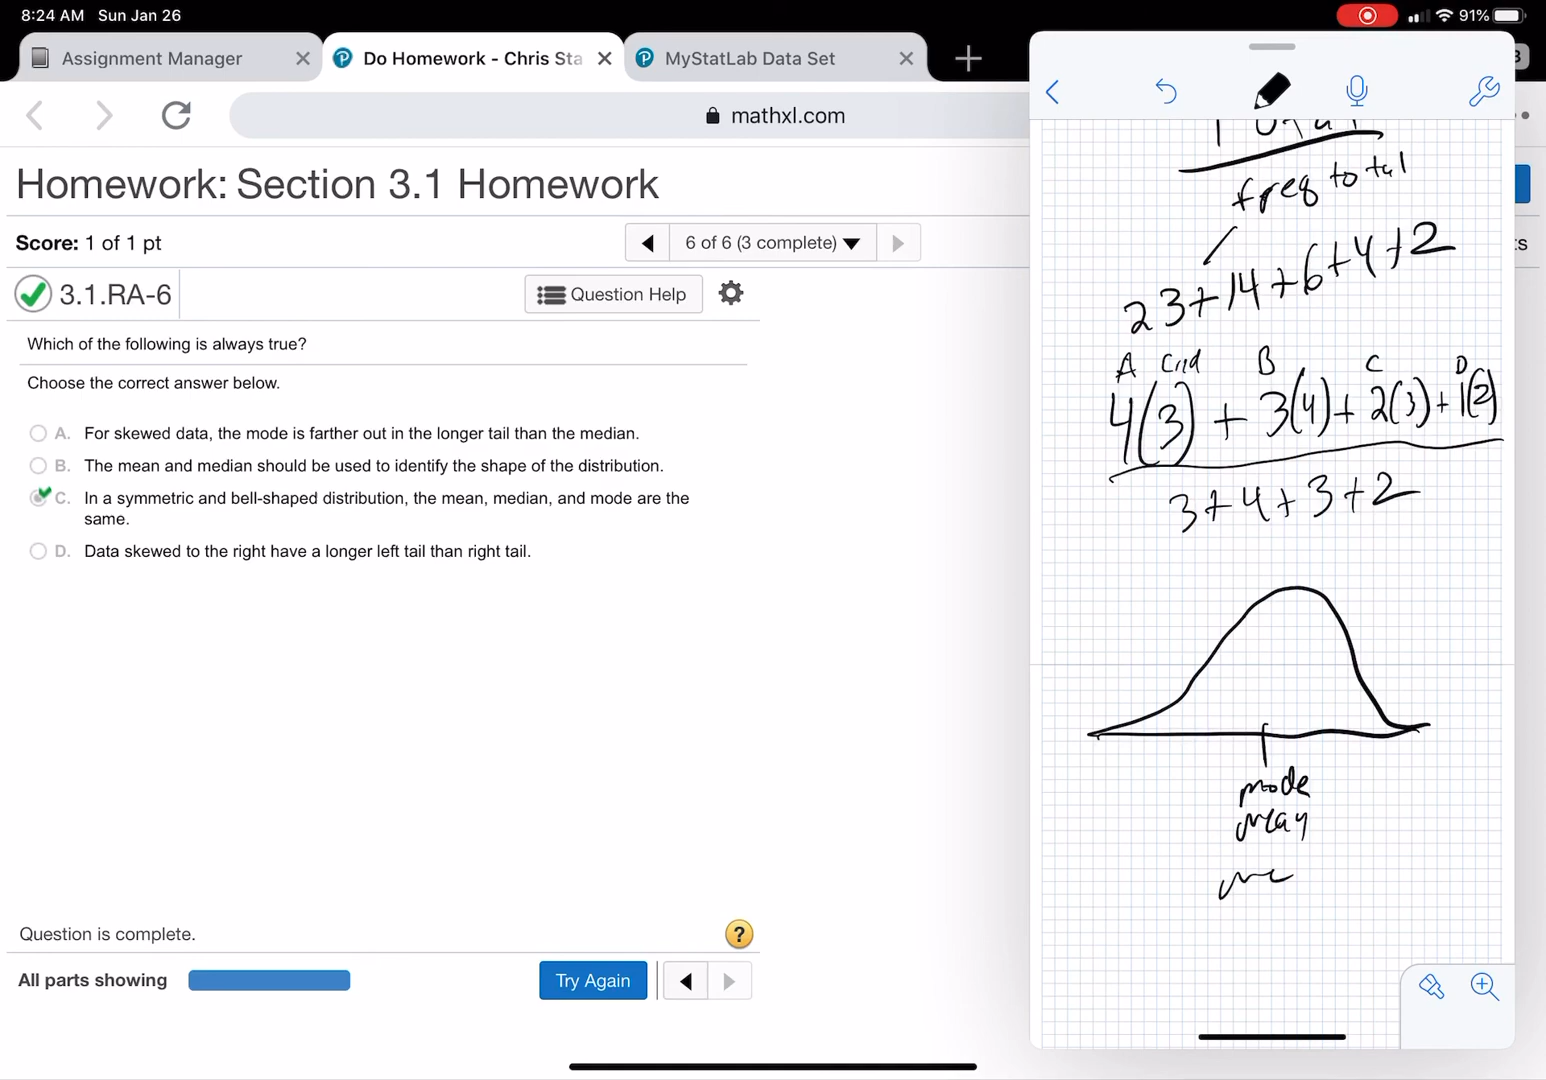 8:24 AM Sun Jan 26
91%
Assignment Manager
Do Homework - Chris Sta
MyStatLab Data Set
mathxl.com
Homework: Section 3.1 Homework
Score: 1 of 1 pt
6 of 6 (3 complete)
3.1.RA-6
Question Help
Which of the following is always true?
Choose the correct answer below.
A. For skewed data, the mode is farther out in the longer tail than the median.
B. The mean and median should be used to identify the shape of the distribution.
C. In a symmetric and bell-shaped distribution, the mean, median, and mode are the
same.
D. Data skewed to the right have a longer left tail than right tail.
Question is complete.
?
All parts showing
Try Again
freq total
23+14+6+4+2
A B C D
4(3) + 3(4)+ 2(3)+1(2)
3+4+3+2
mode